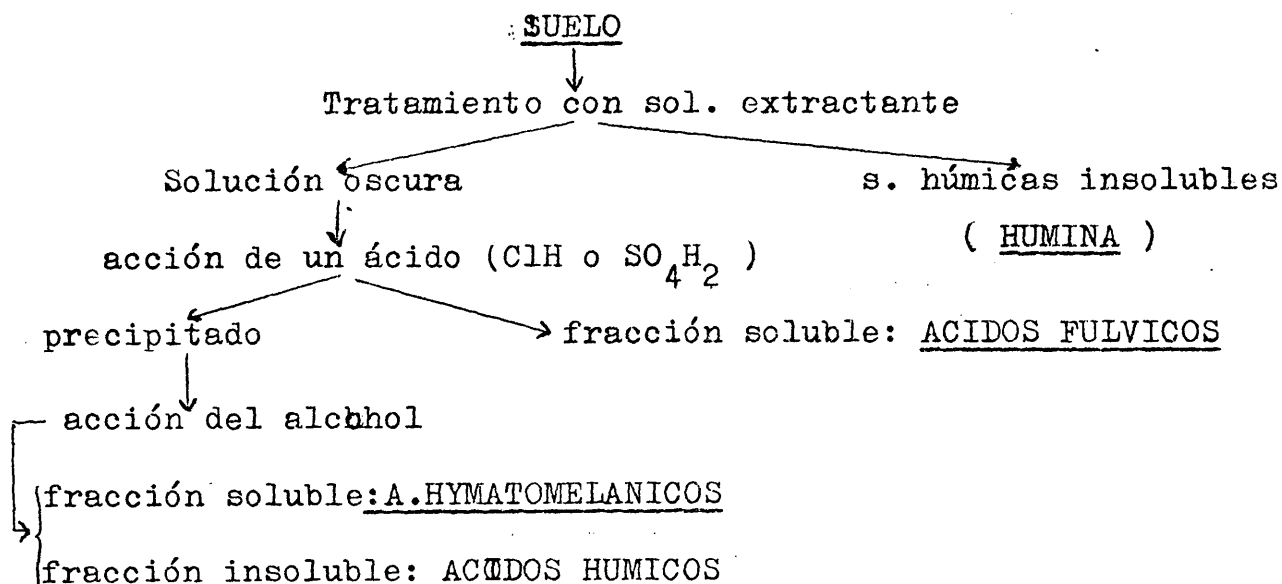 SUELO
Tratamiento con sol. extractante
Solución oscura s. húmicas insolubles
( HUMINA )
acción de un ácido (ClH o SO4H2 )
precipitado fracción soluble: ACIDOS FULVICOS
acción del alcohol
fracción soluble:A.HYMATOMELANICOS
fracción insoluble: ACIDOS HUMICOS